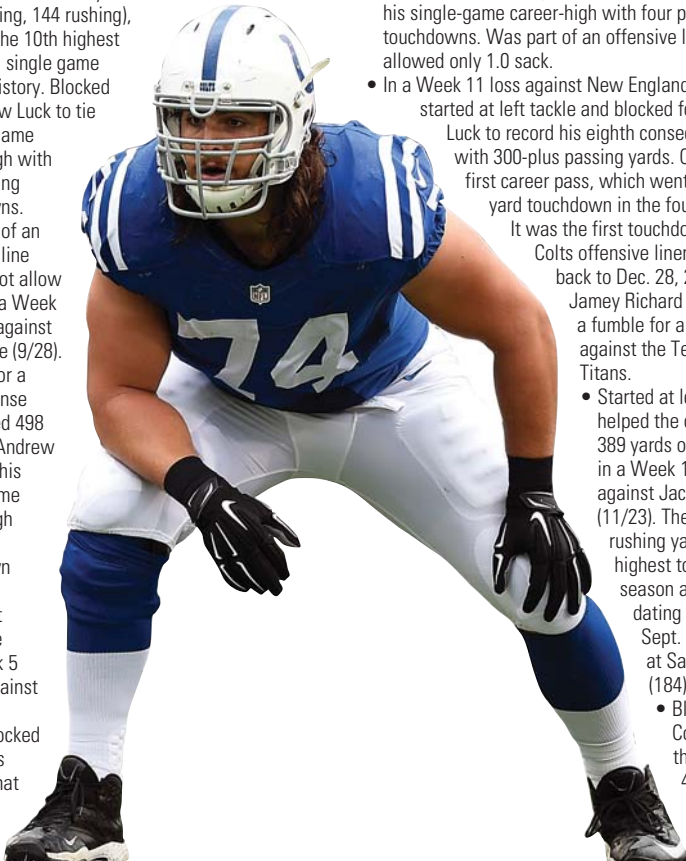 ing, 144 rushing),
he 10th highest
single game
istory. Blocked
w Luck to tie
ame
gh with
ing
ns.
of an
line
ot allow
a Week
against
e (9/28).
or a
nse
ed 498
Andrew
his
me
gh
wn
t
e
k 5
ainst
ocked
s
hat
his single-game career-high with four p
touchdowns. Was part of an offensive l
allowed only 1.0 sack.
• In a Week 11 loss against New England
started at left tackle and blocked fo
Luck to record his eighth consec
with 300-plus passing yards. C
first career pass, which went
yard touchdown in the fou
It was the first touchdo
Colts offensive linem
back to Dec. 28, 2
Jamey Richard
a fumble for a
against the Te
Titans.
• Started at le
helped the o
389 yards o
in a Week 1
against Jac
(11/23). The
rushing ya
highest to
season a
dating
Sept.
at Sa
(184)
• Bl
Co
th
4
COLTS
NFL
74